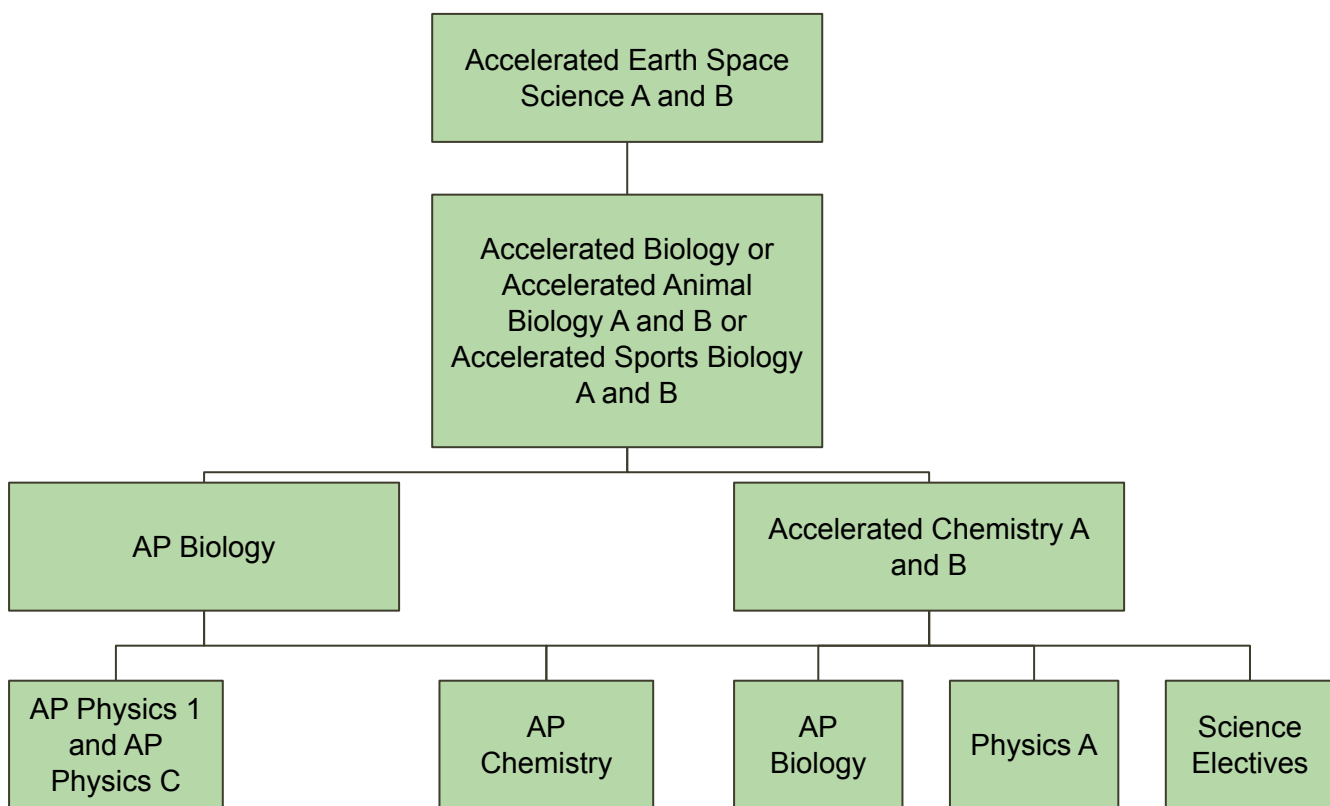 Accelerated Earth Space
Science A and B
Accelerated Biology or
Accelerated Animal
Biology A and B or
Accelerated Sports Biology
A and B
AP Biology
Accelerated Chemistry A
and B
AP Physics 1
and AP
Physics C
AP
Chemistry
AP
Biology
Physics A
Science
Electives